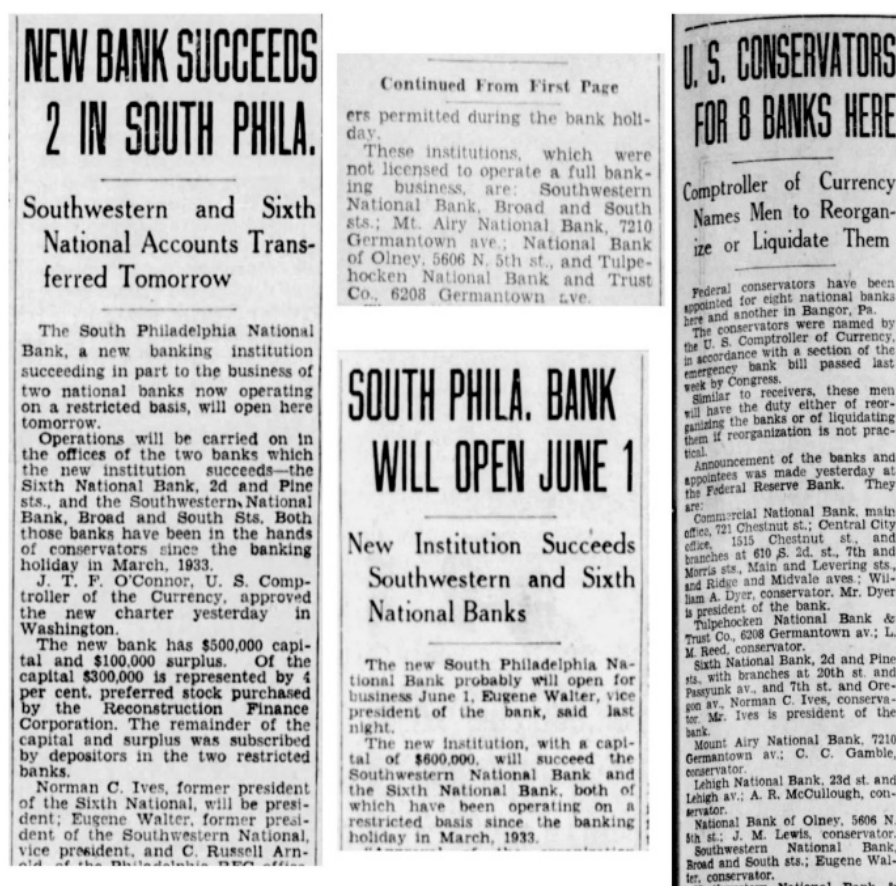 NEW BANK SUCCEEDS
2 IN SOUTH PHILA.
Southwestern and Sixth
National Accounts Trans-
ferred Tomorrow
The South Philadelphia National
Bank, a new banking institution
succeeding in part to the business of
two national banks now operating
on a restricted basis, will open here
tomorrow.
Operations will be carried on in
the offices of the two banks which
the new institution succeeds—the
Sixth National Bank, 2d and Pine
sts., and the Southwestern National
Bank, Broad and South Sts. Both
those banks have been in the hands
of conservators since the banking
holiday in March, 1933.
J. T. F. O'Connor, U. S. Comp-
troller of the Currency, approved
the new charter yesterday in
Washington.
The new bank has $500,000 capi-
tal and $100,000 surplus. Of the
capital $300,000 is represented by 4
per cent. preferred stock purchased
by the Reconstruction Finance
Corporation. The remainder of the
capital and surplus was subscribed
by depositors in the two restricted
banks.
Norman C. Ives, former president
of the Sixth National, will be presi-
dent; Eugene Walter, former presi-
dent of the Southwestern National,
vice president, and C. Russell Arn-
Continued From First Page
ers permitted during the bank holi-
day.
These institutions, which were
not licensed to operate a full bank-
ing business, are: Southwestern
National Bank, Broad and South
sts.; Mt. Airy National Bank, 7210
Germantown ave.; National Bank
of Olney, 5606 N. 5th st., and Tulpe-
hocken National Bank and Trust
Co., 6208 Germantown ave.
SOUTH PHILA. BANK
WILL OPEN JUNE 1
New Institution Succeeds
Southwestern and Sixth
National Banks
The new South Philadelphia Na-
tional Bank probably will open for
business June 1, Eugene Walter, vice
president of the bank, said last
night.
The new institution, with a capi-
tal of $600,000, will succeed the
Southwestern National Bank and
the Sixth National Bank, both of
which have been operating on a
restricted basis since the banking
holiday in March, 1933.
U. S. CONSERVATORS
FOR 8 BANKS HERE
Comptroller of Currency
Names Men to Reorgan-
ize or Liquidate Them
Federal conservators have been
appointed for eight national banks
here and another in Bangor, Pa.
The conservators were named by
the U. S. Comptroller of Currency,
in accordance with a section of the
emergency bank bill passed last
week by Congress.
Similar to receivers, these men
will have the duty either of reor-
ganizing the banks or of liquidating
them if reorganization is not prac-
tical.
Announcement of the banks and
appointees was made yesterday at
the Federal Reserve Bank. They
are:
Commercial National Bank, main
office, 721 Chestnut st.; Central City
office, 1515 Chestnut st., and
branches at 610 S. 2d. st., 7th and
Morris sts., Main and Levering sts.,
and Ridge and Midvale aves.; Wil-
liam A. Dyer, conservator. Mr. Dyer
is president of the bank.
Tulpehocken National Bank &
Trust Co., 6208 Germantown av.; L.
M. Reed, conservator.
Sixth National Bank, 2d and Pine
sts., with branches at 20th st. and
Passyunk av., and 7th st. and Ore-
gon av., Norman C. Ives, conserva-
tor. Mr. Ives is president of the
bank.
Mount Airy National Bank, 7210
Germantown av.; C. C. Gamble,
conservator.
Lehigh National Bank, 23d st. and
Lehigh av.; A. R. McCullough, con-
servator.
National Bank of Olney, 5606 N.
5th st.; J. M. Lewis, conservator.
Southwestern National Bank,
Broad and South sts.; Eugene Wal-
ter, conservator.